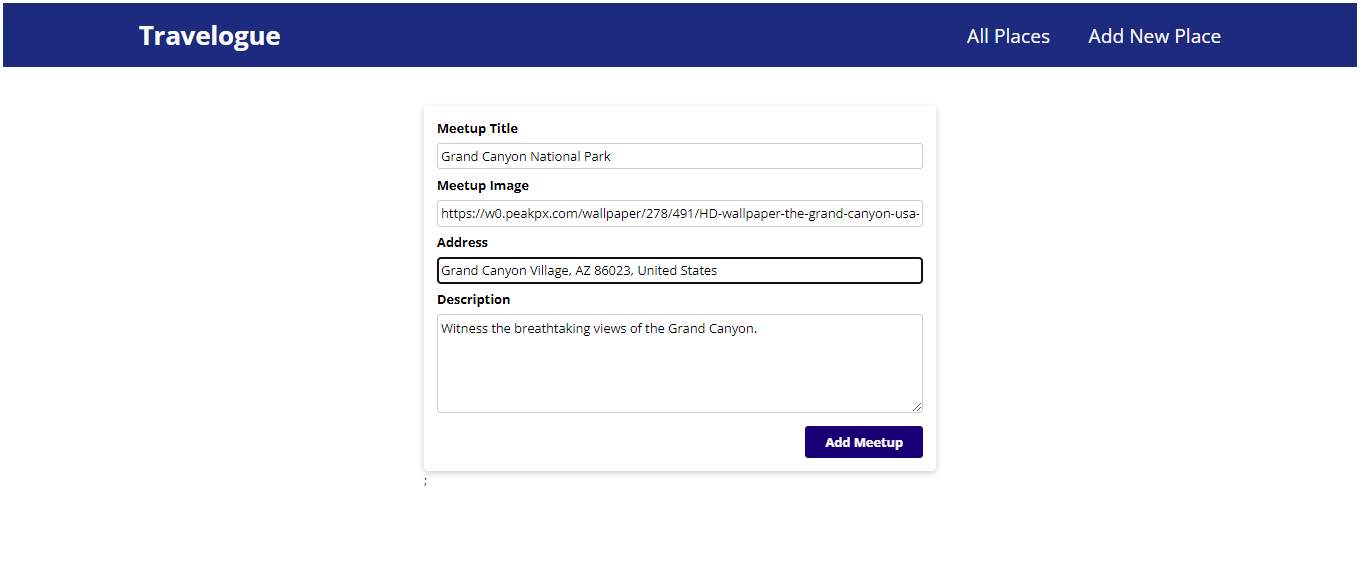 Travelogue
All Places
Add New Place
Meetup Title
Grand Canyon National Park
Meetup Image
https://w0.peakpx.com/wallpaper/278/491/HD-wallpaper-the-grand-canyon-usa-
Address
Grand Canyon Village, AZ 86023, United States
Description
Witness the breathtaking views of the Grand Canyon.
Add Meetup
;